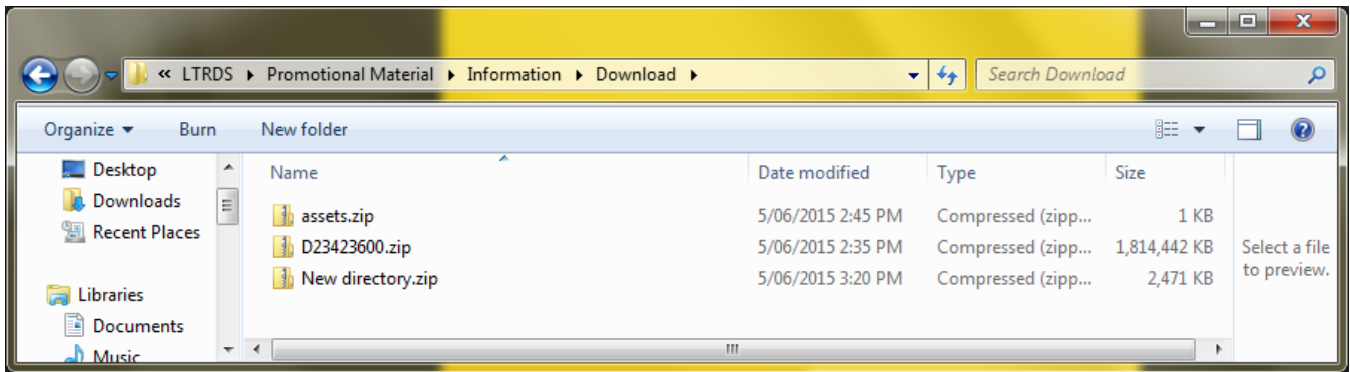 « LTRDS ▸ Promotional Material ▸ Information ▸ Download ▸
Search Download
Organize ▼ Burn New folder
Desktop
Downloads
Recent Places
Libraries
Documents
Music
Name Date modified Type Size
assets.zip 5/06/2015 2:45 PM Compressed (zipp... 1 KB
D23423600.zip 5/06/2015 2:35 PM Compressed (zipp... 1,814,442 KB
New directory.zip 5/06/2015 3:20 PM Compressed (zipp... 2,471 KB
Select a file
to preview.